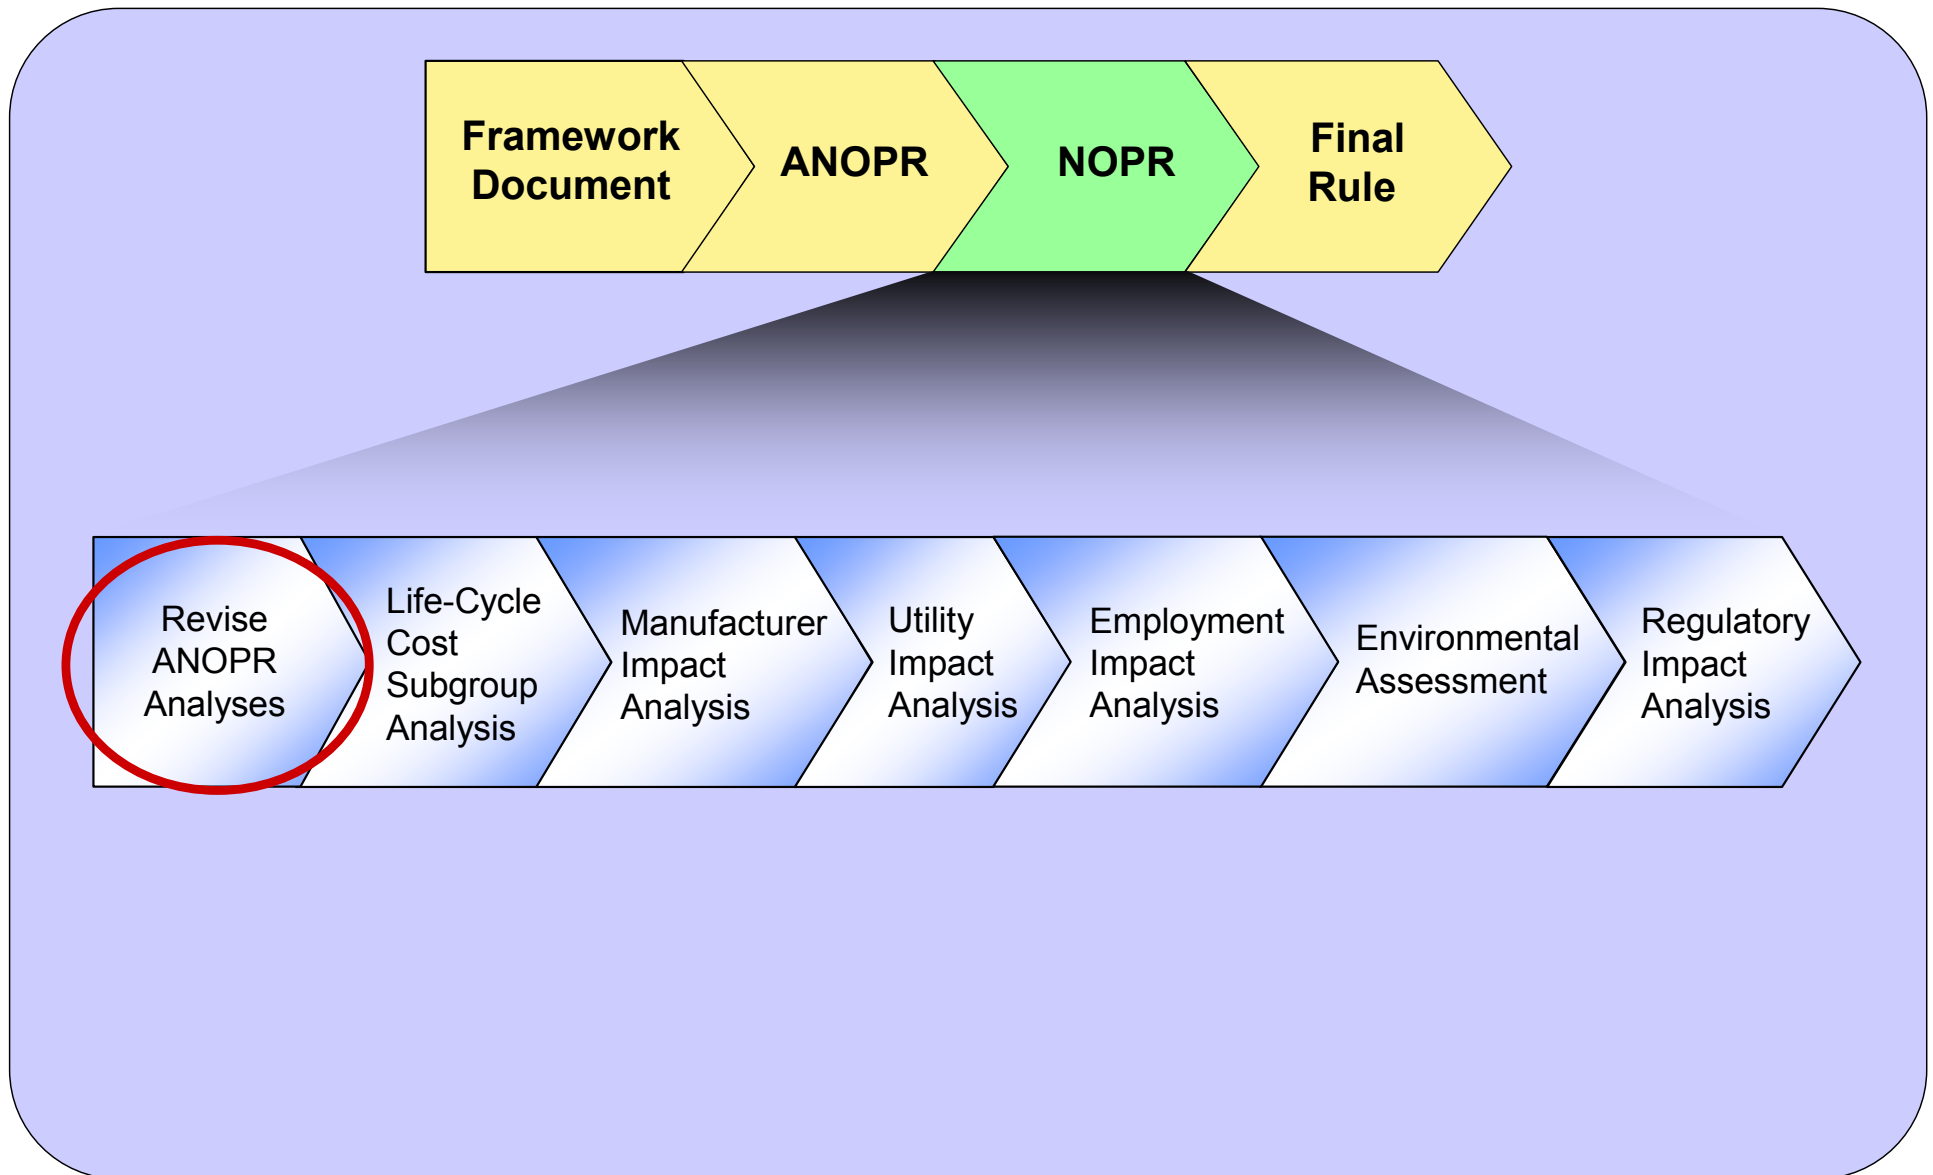 Framework
Document
ANOPR
NOPR
Final
Rule
Revise
ANOPR
Analyses
Life-Cycle
Cost
Subgroup
Analysis
Manufacturer
Impact
Analysis
Utility
Impact
Analysis
Employment
Impact
Analysis
Environmental
Assessment
Regulatory
Impact
Analysis